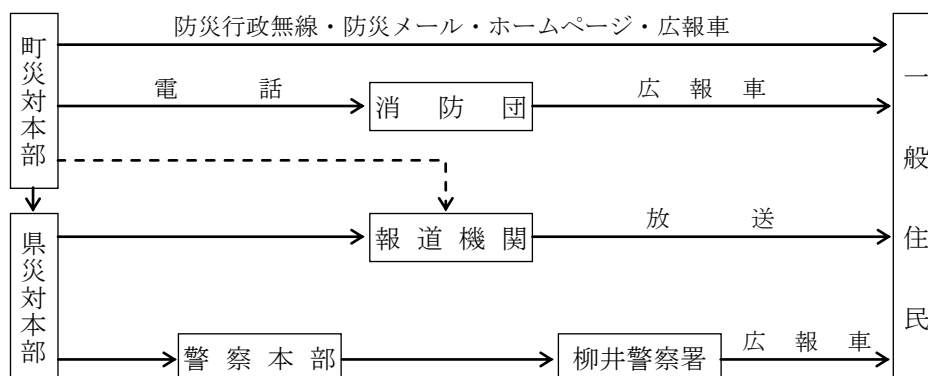 町災対本部
防災行政無線・防災メール・ホームページ・広報車
一般住民
電話
消防団
広報車
県災対本部
報道機関
放送
警察本部
柳井警察署
広報車